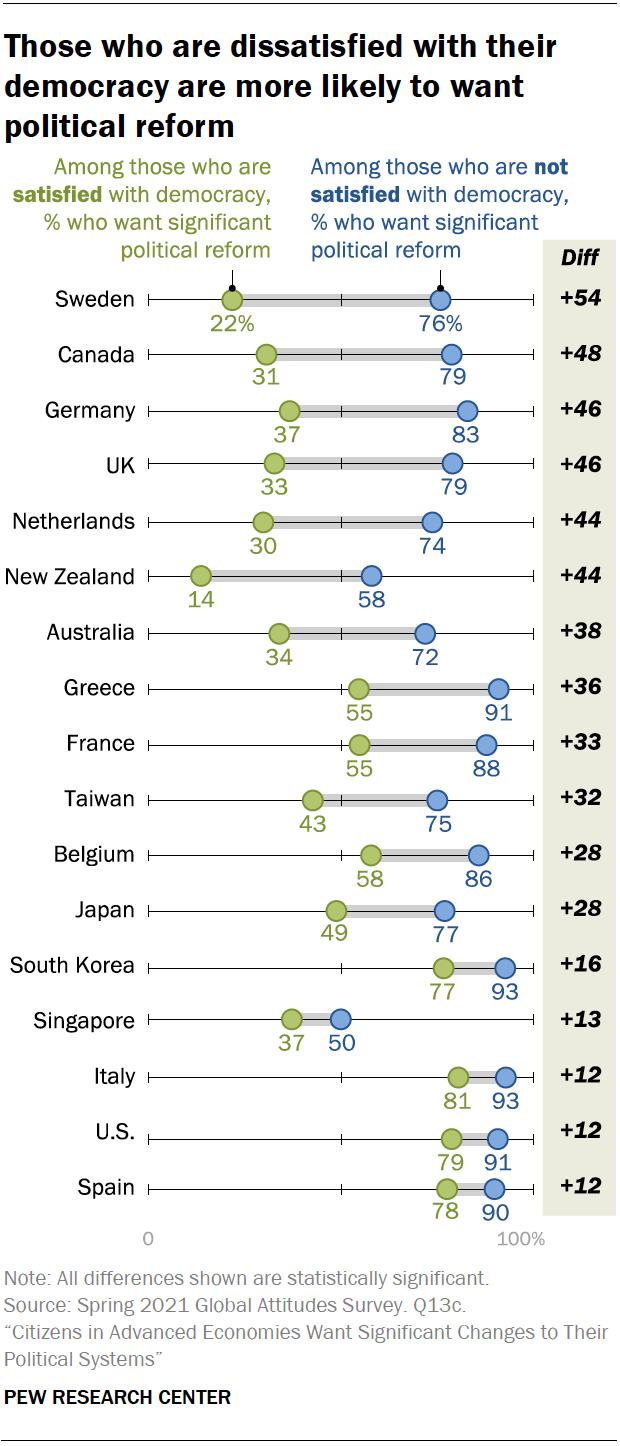 Those who are dissatisfied with their
democracy are more likely to want
political reform
Among those who are
satisfied with democracy,
% who want significant
political reform
Among those who are not
satisfied with democracy,
% who want significant
political reform
Diff
Sweden 22% 76% +54
Canada 31 79 +48
Germany 37 83 +46
UK 33 79 +46
Netherlands 30 74 +44
New Zealand 14 58 +44
Australia 34 72 +38
Greece 55 91 +36
France 55 88 +33
Taiwan 43 75 +32
Belgium 58 86 +28
Japan 49 77 +28
South Korea 77 93 +16
Singapore 37 50 +13
Italy 81 93 +12
U.S. 79 91 +12
Spain 78 90 +12
0 100%
Note: All differences shown are statistically significant.
Source: Spring 2021 Global Attitudes Survey. Q13c.
“Citizens in Advanced Economies Want Significant Changes to Their
Political Systems”
PEW RESEARCH CENTER